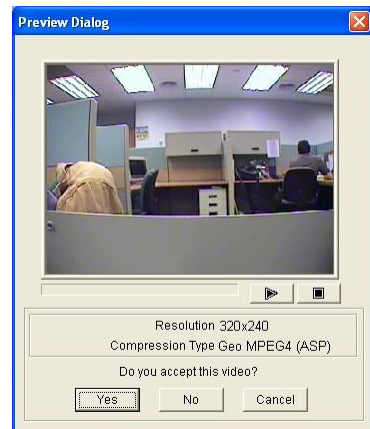 Preview Dialog
Resolution 320x240
Compression Type Geo MPEG4 (ASP)
Do you accept this video?
Yes No Cancel